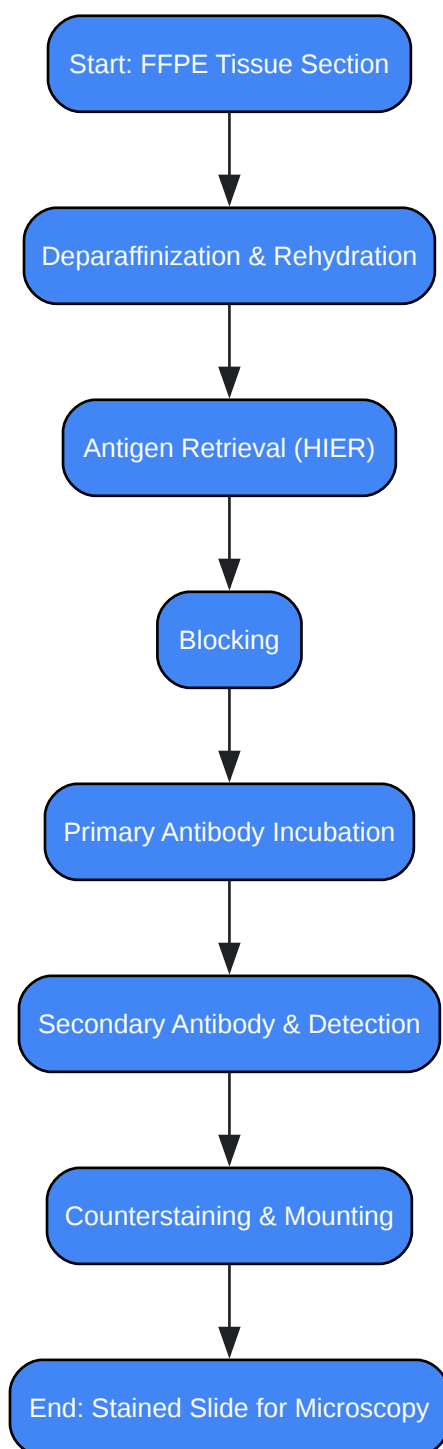 Start: FFPE Tissue Section
Deparaffinization & Rehydration
Antigen Retrieval (HIER)
Blocking
Primary Antibody Incubation
Secondary Antibody & Detection
Counterstaining & Mounting
End: Stained Slide for Microscopy